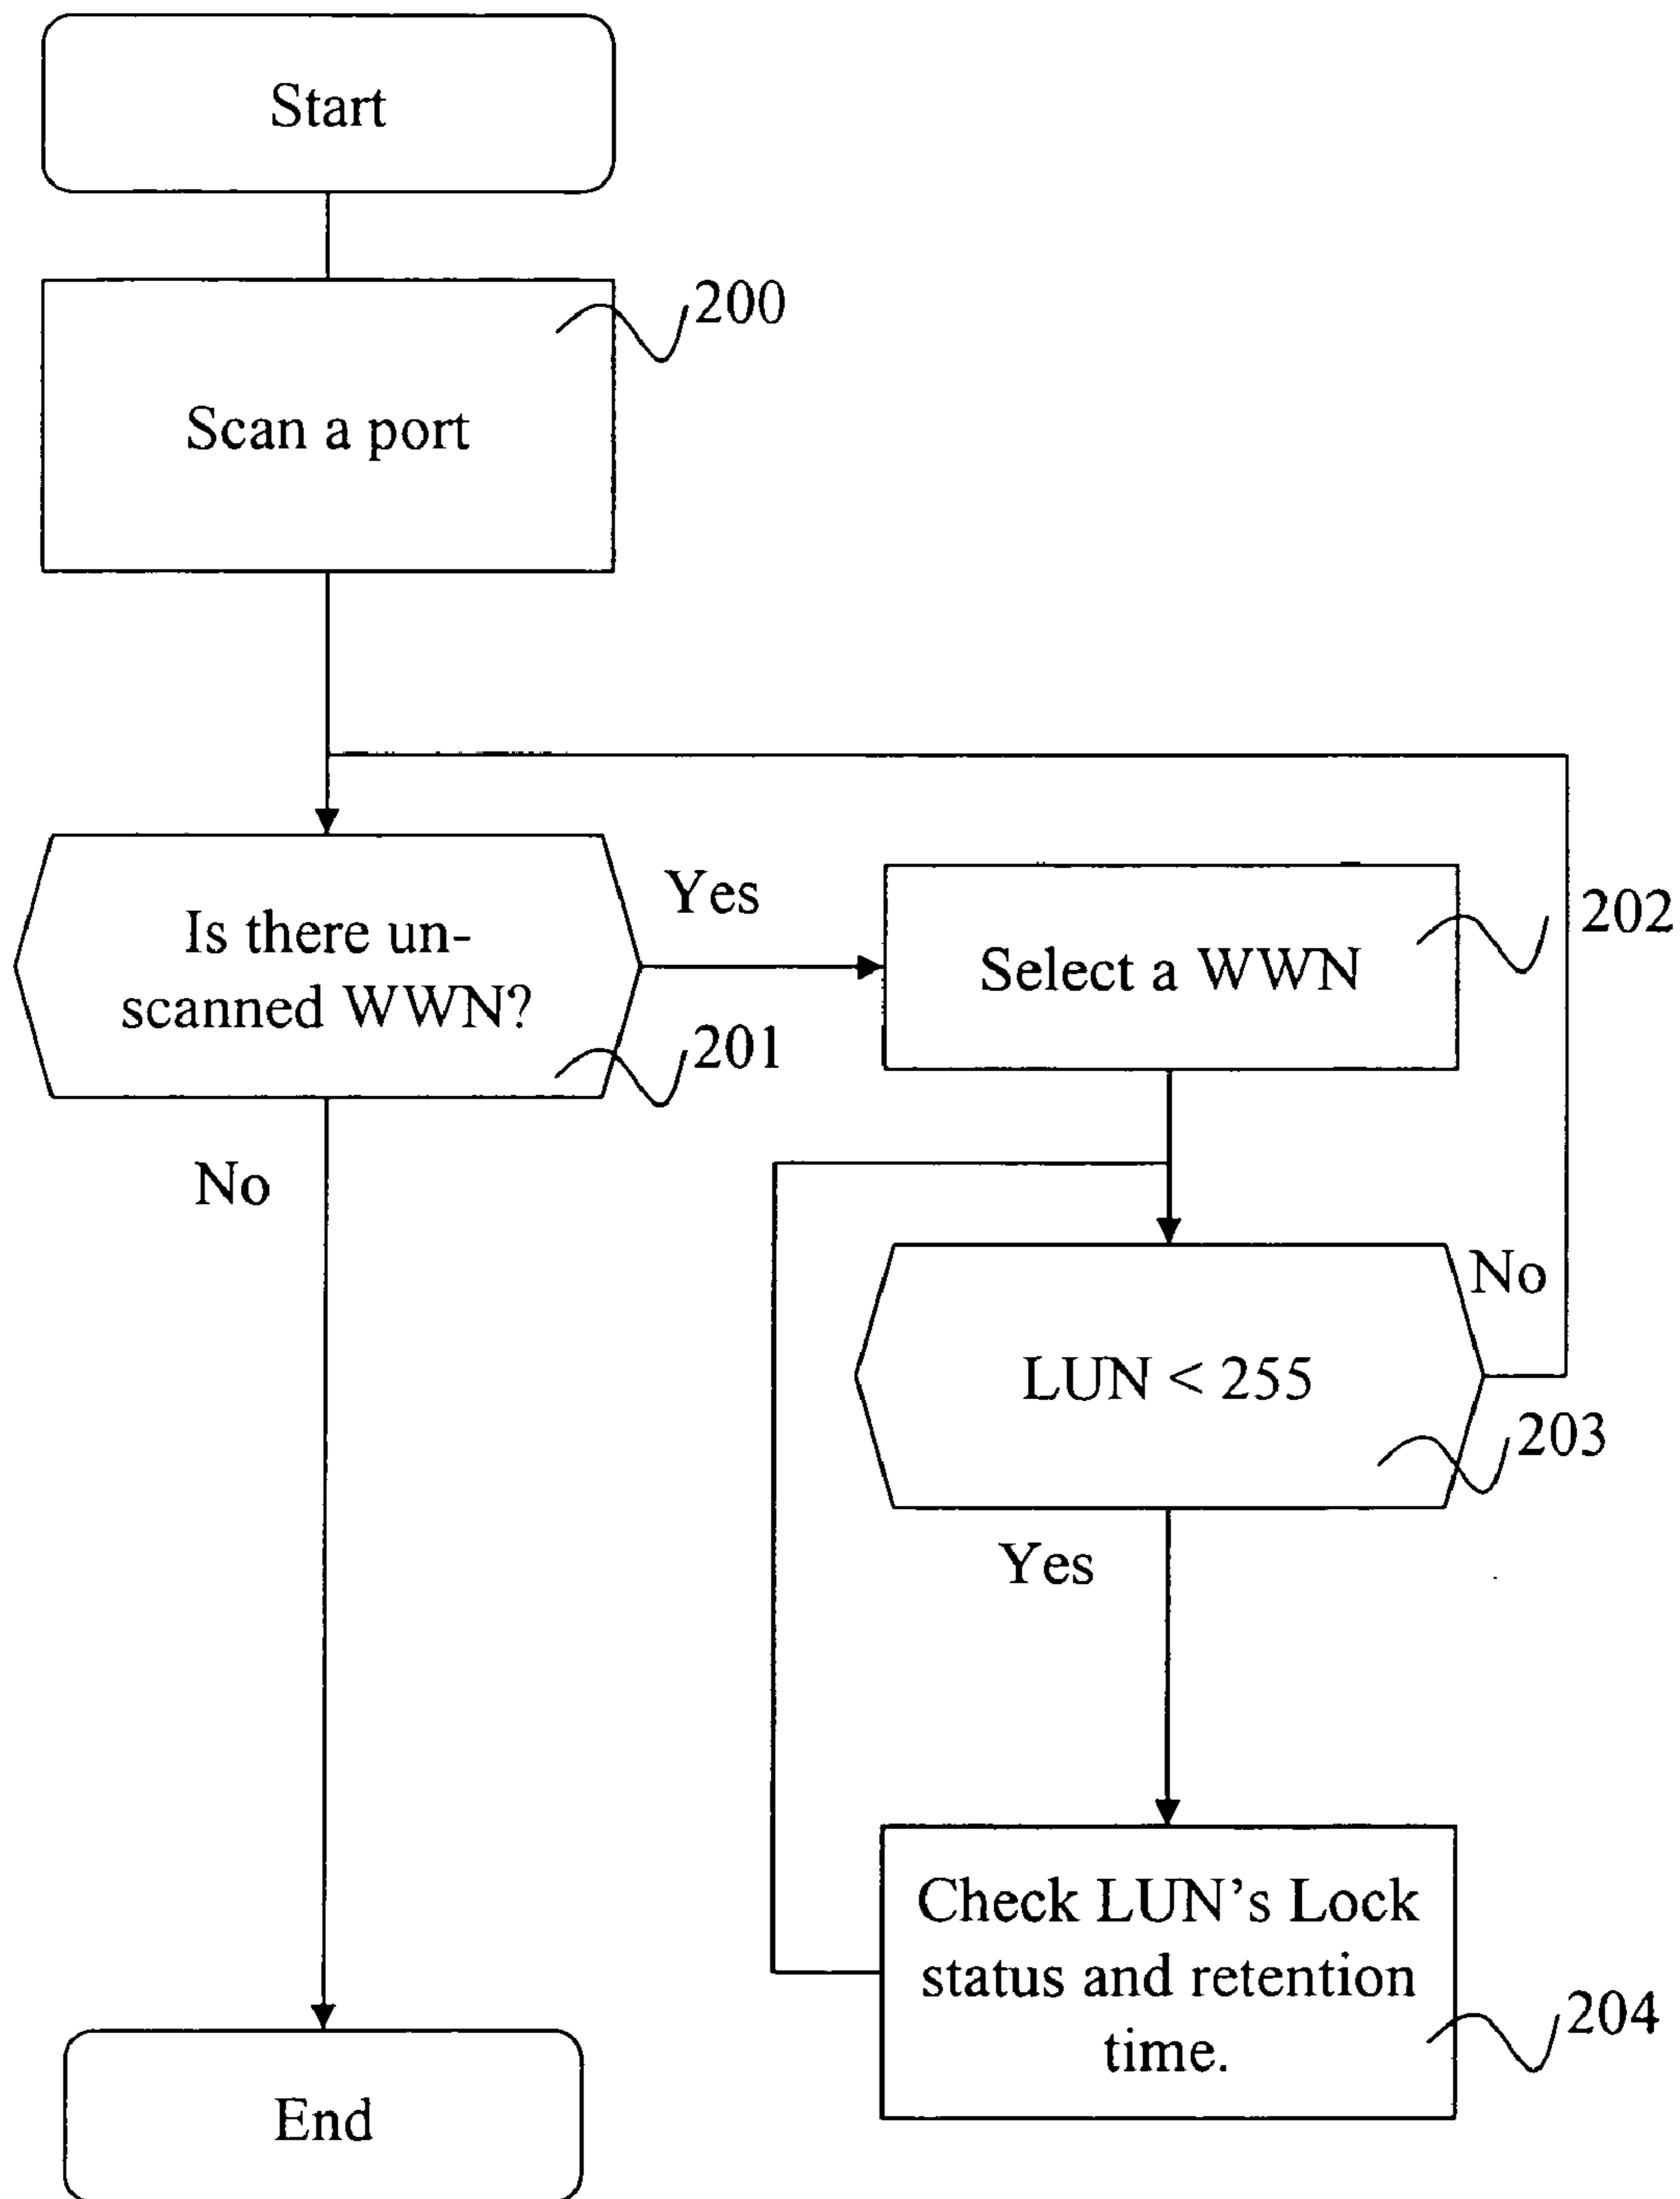 Start
200
Scan a port
Is there un-
scanned WWN?
201
Yes
No
Select a WWN
202
LUN < 255
No
203
Yes
Check LUN’s Lock
status and retention
time.
204
End